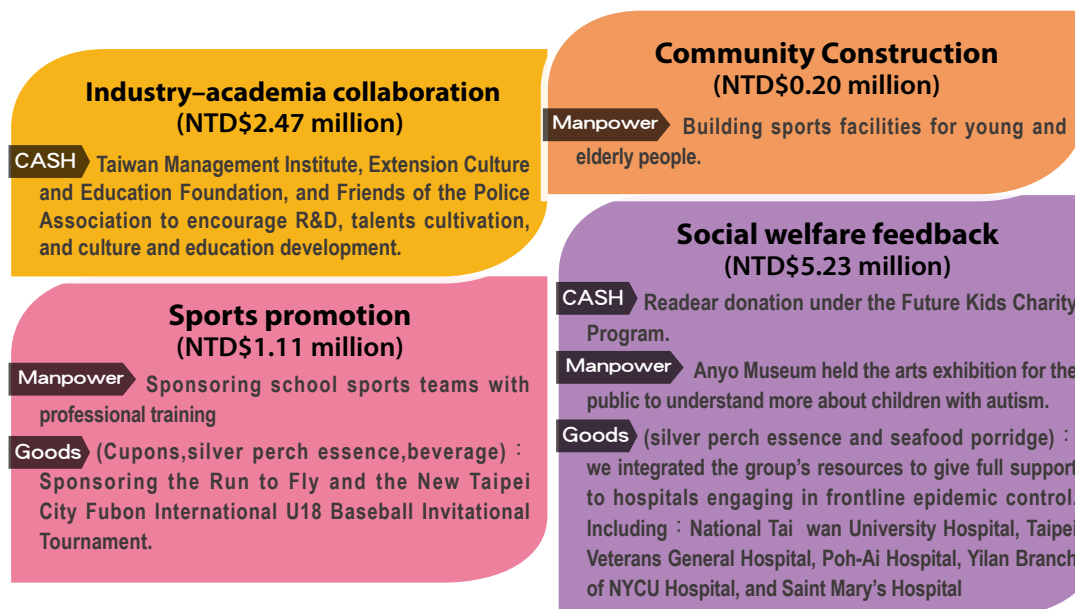 Industry–academia collaboration
(NTD$2.47 million)
CASH Taiwan Management Institute, Extension Culture
and Education Foundation, and Friends of the Police
Association to encourage R&D, talents cultivation,
and culture and education development.
Community Construction
(NTD$0.20 million)
Manpower Building sports facilities for young and
elderly people.
Sports promotion
(NTD$1.11 million)
Manpower Sponsoring school sports teams with
professional training
Goods (Cupons,silver perch essence,beverage)：
Sponsoring the Run to Fly and the New Taipei
City Fubon International U18 Baseball Invitational
Tournament.
Social welfare feedback
(NTD$5.23 million)
CASH Readear donation under the Future Kids Charity
Program.
Manpower Anyo Museum held the arts exhibition for the
public to understand more about children with autism.
Goods (silver perch essence and seafood porridge)：
we integrated the group's resources to give full support
to hospitals engaging in frontline epidemic control.
Including：National Tai wan University Hospital, Taipei
Veterans General Hospital, Poh-Ai Hospital, Yilan Branch
of NYCU Hospital, and Saint Mary's Hospital